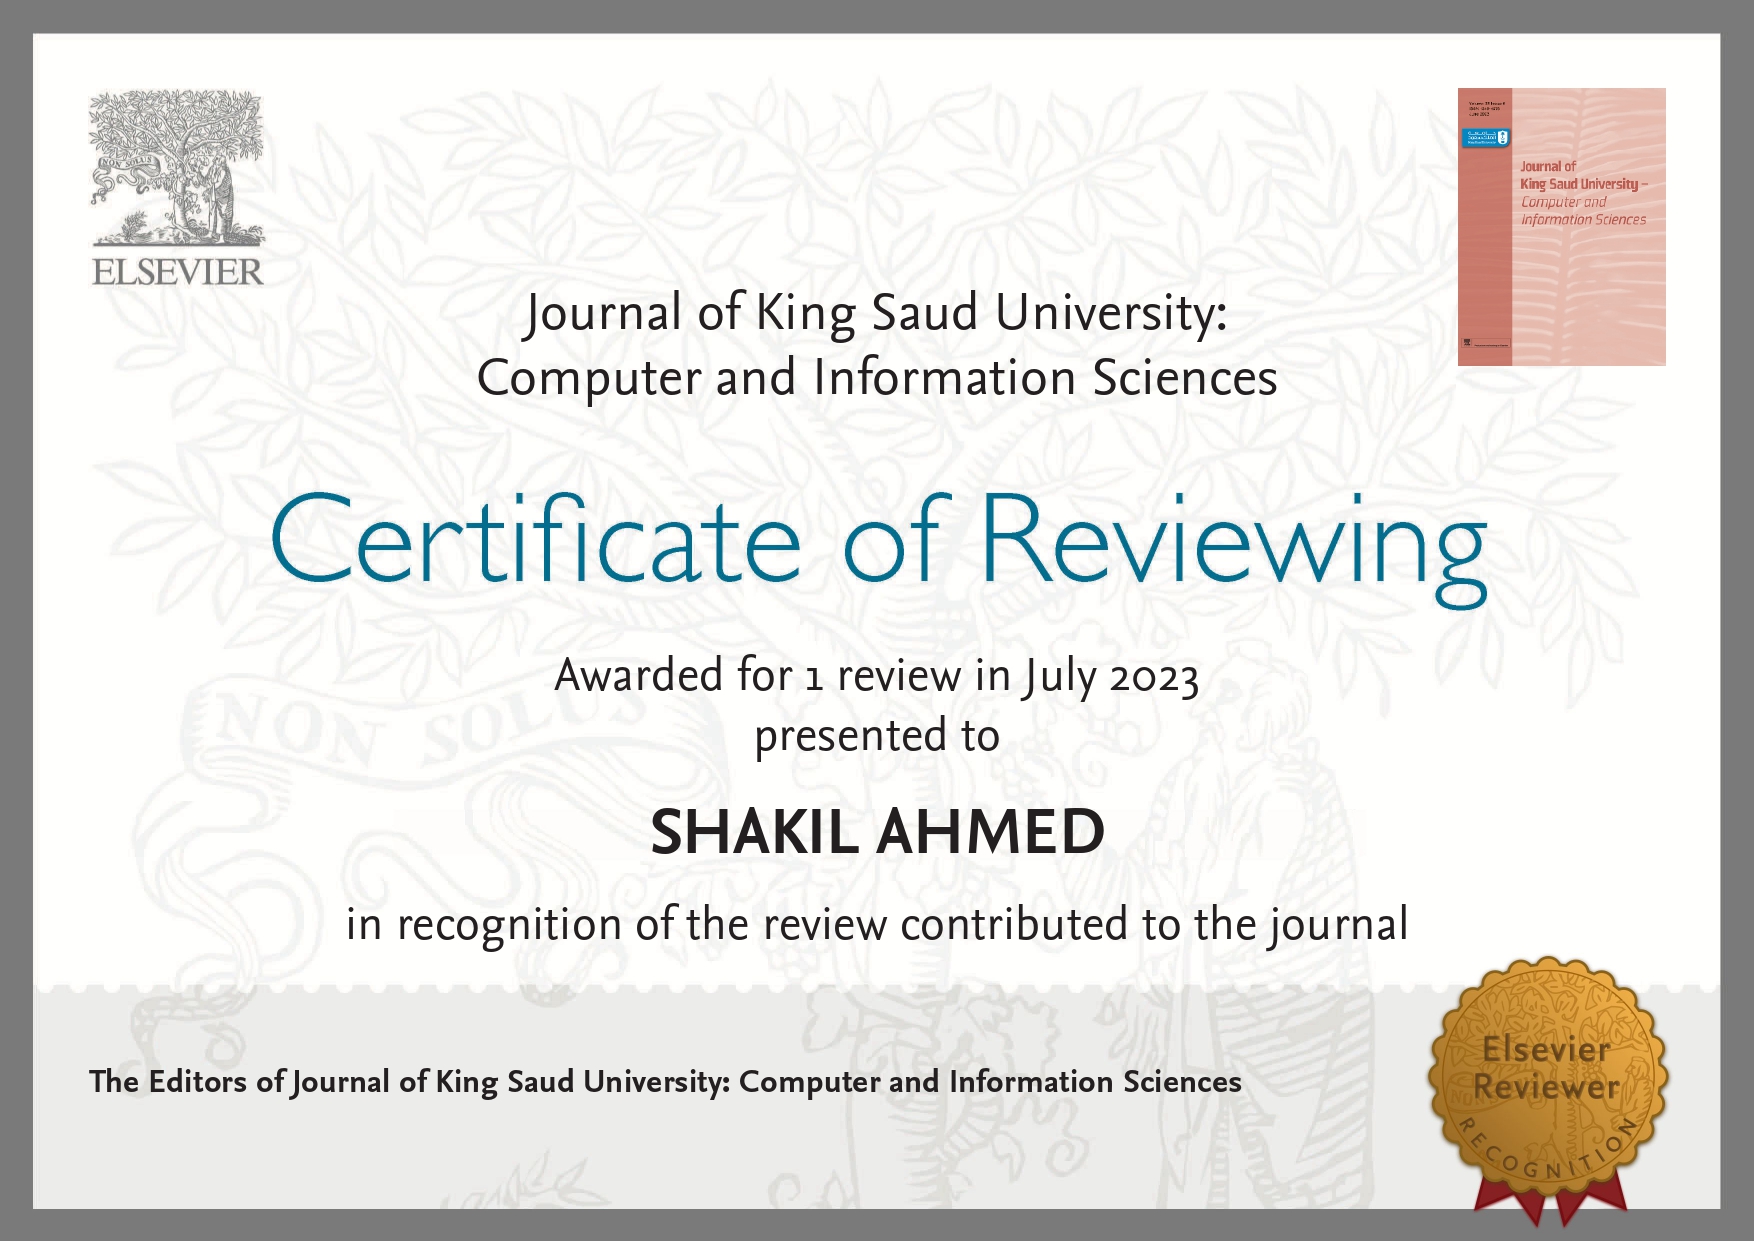 NON SOLUS
ELSEVIER
Journal of
King Saud University –
Computer and
Information Sciences
Journal of King Saud University:
Computer and Information Sciences
Certificate of Reviewing
Awarded for 1 review in July 2023
presented to
NON SOLUS
SHAKIL AHMED
in recognition of the review contributed to the journal
The Editors of Journal of King Saud University: Computer and Information Sciences
Elsevier
Reviewer
RECOGNITION